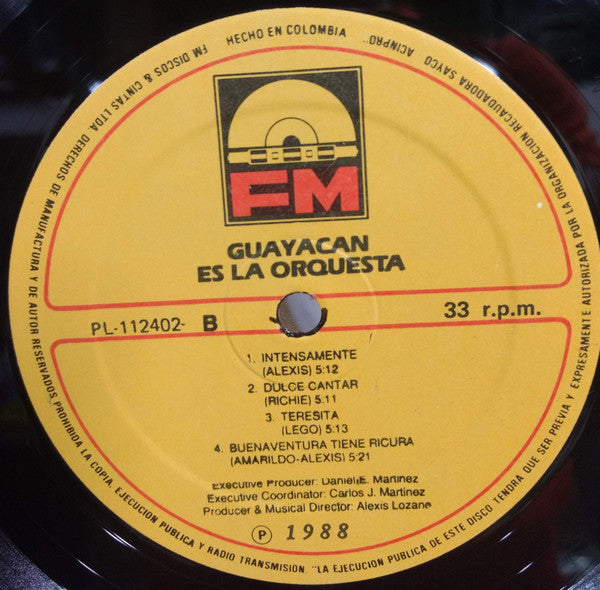 FM DISCOS & CINTAS LTDA. DERECHOS DE MANUFACTURA Y DE AUTOR RESERVADOS. PROHIBIDA LA COPIA, EJECUCION PUBLICA Y RADIO TRANSMISION. "LA EJECUCION PUBLICA DE ESTE DISCO TENDRA QUE SER PREVIA Y EXPRESAMENTE AUTORIZADA POR LA ORGANIZACION RECAUDADORA SAYCO ACINPRO"
HECHO EN COLOMBIA
FM
GUAYACAN
ES LA ORQUESTA
PL-112402- B 33 r.p.m.
1. INTENSAMENTE
(ALEXIS) 5:12
2. DULCE CANTAR
(RICHIE) 5:11
3. TERESITA
(LEGO) 5:13
4. BUENAVENTURA TIENE RICURA
(AMARILDO-ALEXIS) 5:21
Executive Producer: Daniel E. Martinez
Executive Coordinator: Carlos J. Martinez
Producer & Musical Director: Alexis Lozano
Ⓟ 1988